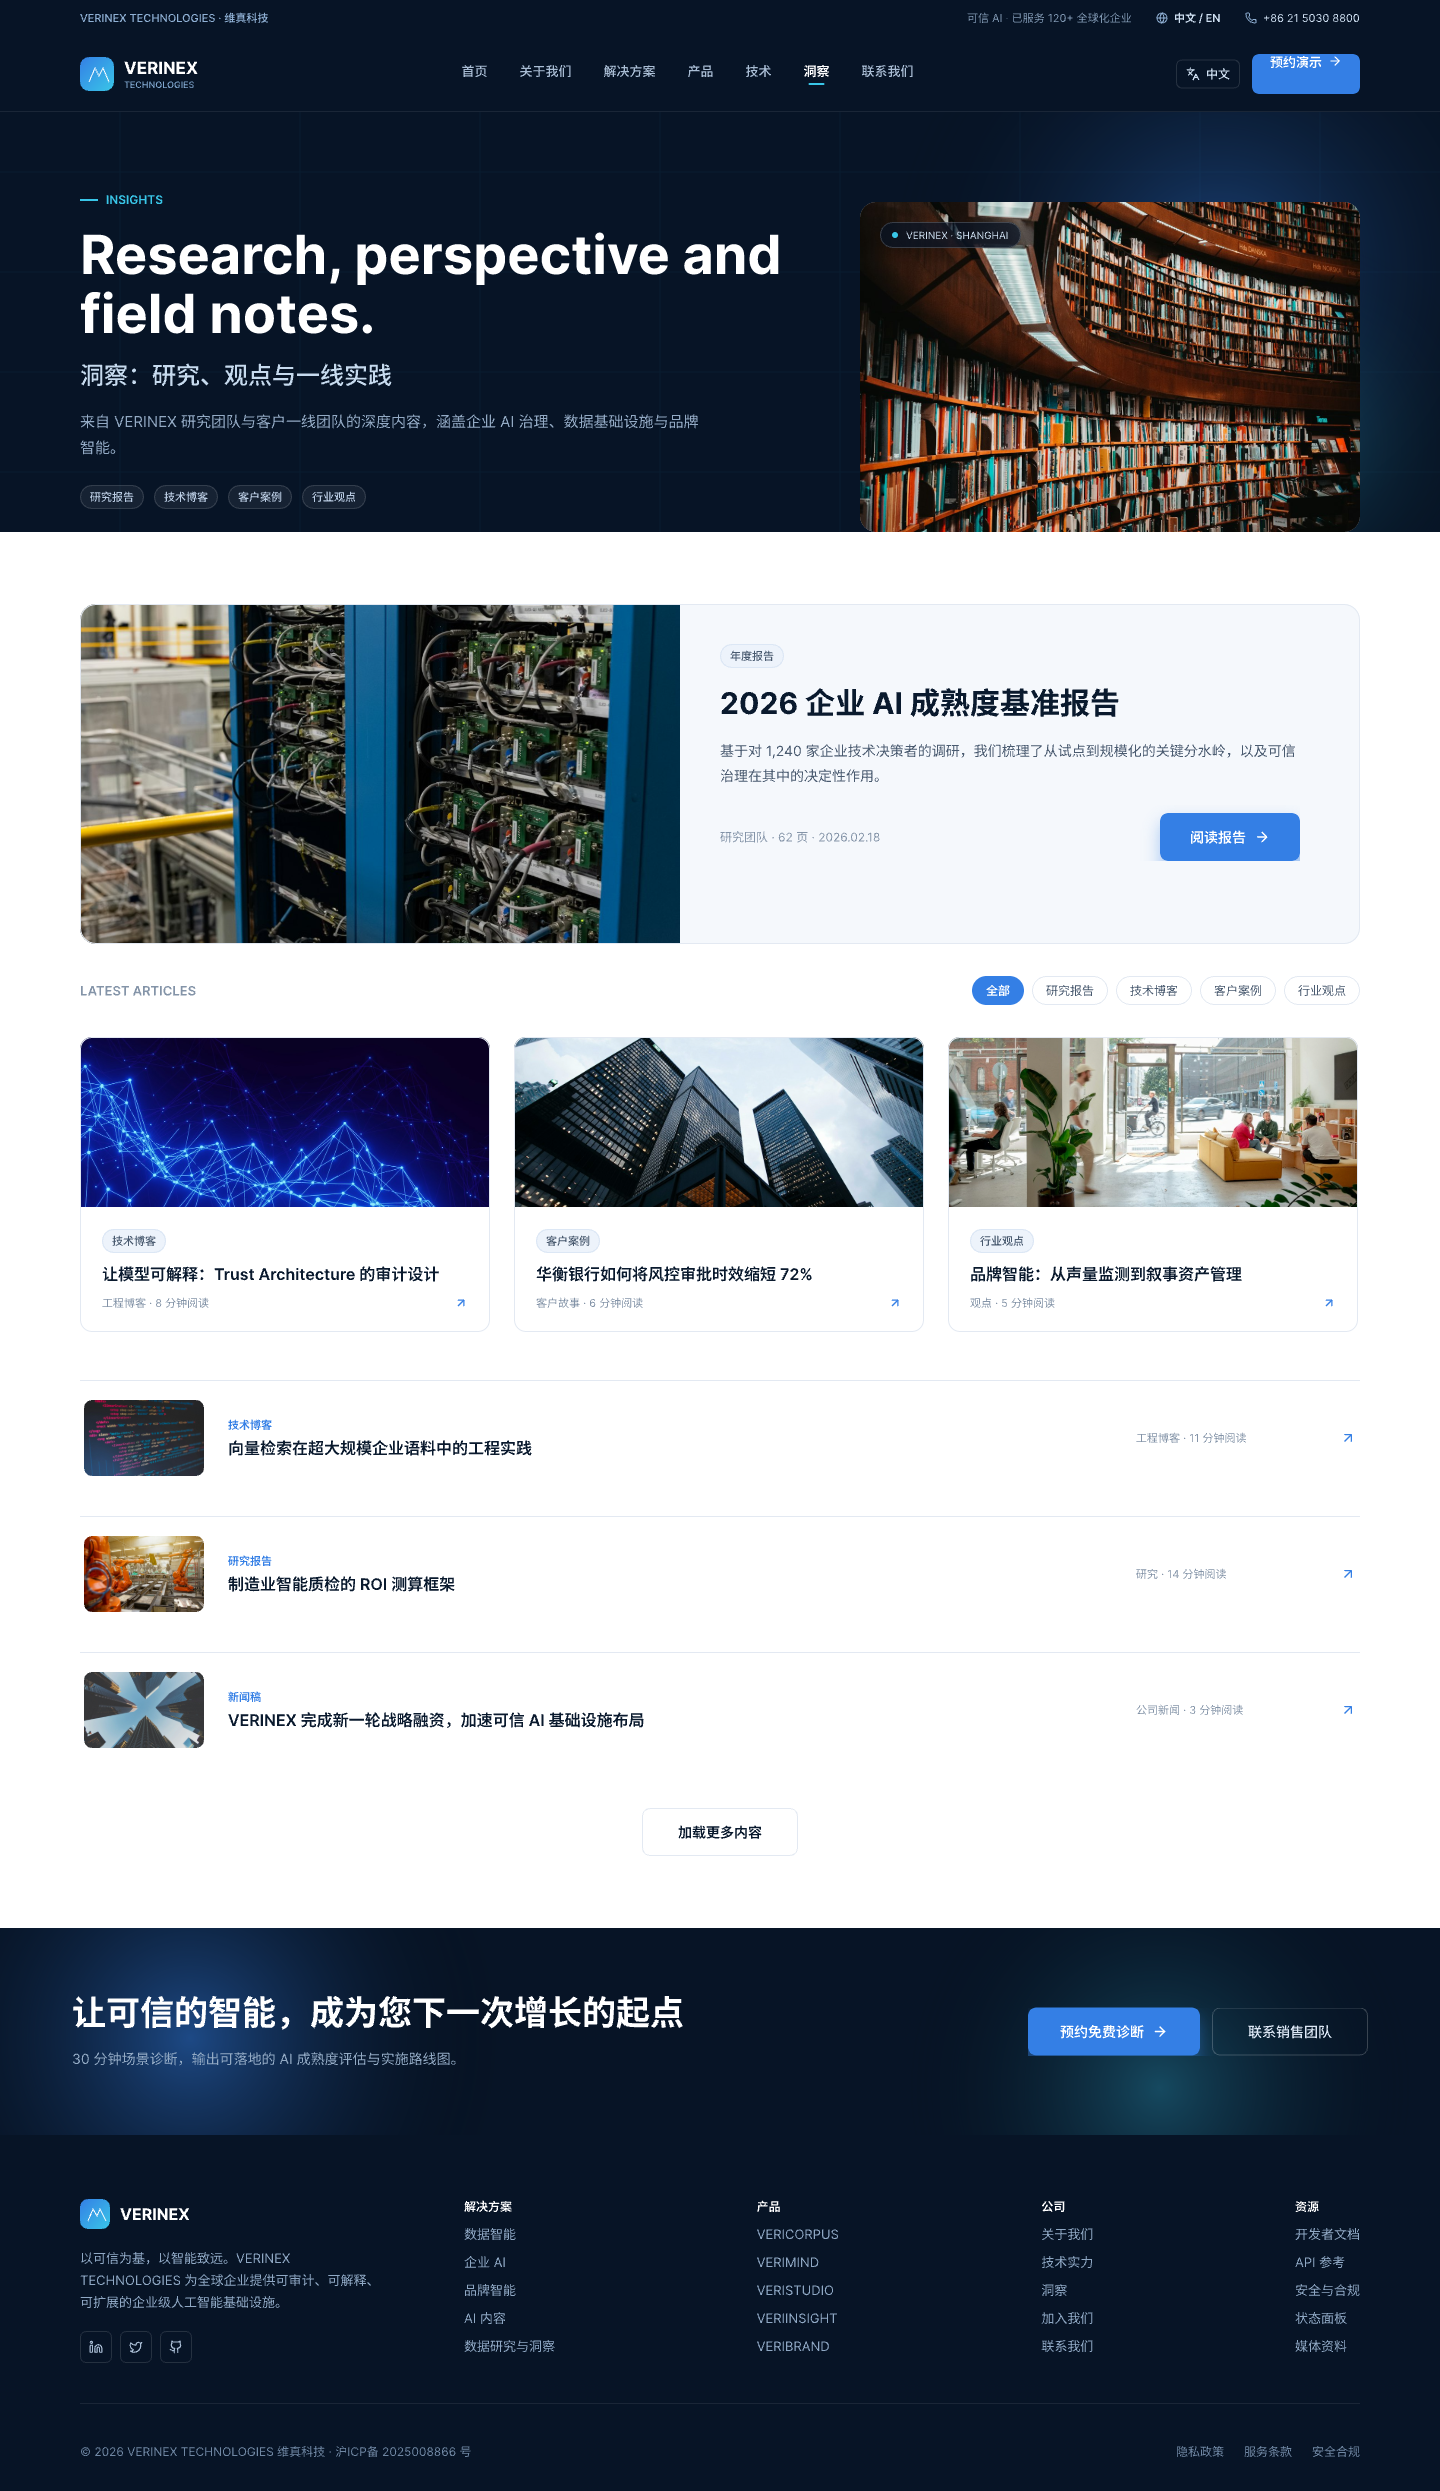 VERINEX TECHNOLOGIES · 维真科技
可信 AI · 已服务 120+ 全球化企业
中文 / EN
+86 21 5030 8800
VERINEX
TECHNOLOGIES
首页
关于我们
解决方案
产品
技术
洞察
联系我们
中文
预约演示
INSIGHTS
Research, perspective and
field notes.
洞察：研究、观点与一线实践
来自 VERINEX 研究团队与客户一线团队的深度内容，涵盖企业 AI 治理、数据基础设施与品牌
智能。
研究报告
技术博客
客户案例
行业观点
VERINEX · SHANGHAI
年度报告
2026 企业 AI 成熟度基准报告
基于对 1,240 家企业技术决策者的调研，我们梳理了从试点到规模化的关键分水岭，以及可信
治理在其中的决定性作用。
研究团队 · 62 页 · 2026.02.18
阅读报告
LATEST ARTICLES
全部
研究报告
技术博客
客户案例
行业观点
技术博客
让模型可解释：Trust Architecture 的审计设计
工程博客 · 8 分钟阅读
客户案例
华衡银行如何将风控审批时效缩短 72%
客户故事 · 6 分钟阅读
行业观点
品牌智能：从声量监测到叙事资产管理
观点 · 5 分钟阅读
技术博客
向量检索在超大规模企业语料中的工程实践
工程博客 · 11 分钟阅读
研究报告
制造业智能质检的 ROI 测算框架
研究 · 14 分钟阅读
新闻稿
VERINEX 完成新一轮战略融资，加速可信 AI 基础设施布局
公司新闻 · 3 分钟阅读
加载更多内容
让可信的智能，成为您下一次增长的起点
30 分钟场景诊断，输出可落地的 AI 成熟度评估与实施路线图。
预约免费诊断
联系销售团队
VERINEX
以可信为基，以智能致远。VERINEX
TECHNOLOGIES 为全球企业提供可审计、可解释、
可扩展的企业级人工智能基础设施。
解决方案
数据智能
企业 AI
品牌智能
AI 内容
数据研究与洞察
产品
VERICORPUS
VERIMIND
VERISTUDIO
VERIINSIGHT
VERIBRAND
公司
关于我们
技术实力
洞察
加入我们
联系我们
资源
开发者文档
API 参考
安全与合规
状态面板
媒体资料
© 2026 VERINEX TECHNOLOGIES 维真科技 · 沪ICP备 2025008866 号
隐私政策
服务条款
安全合规